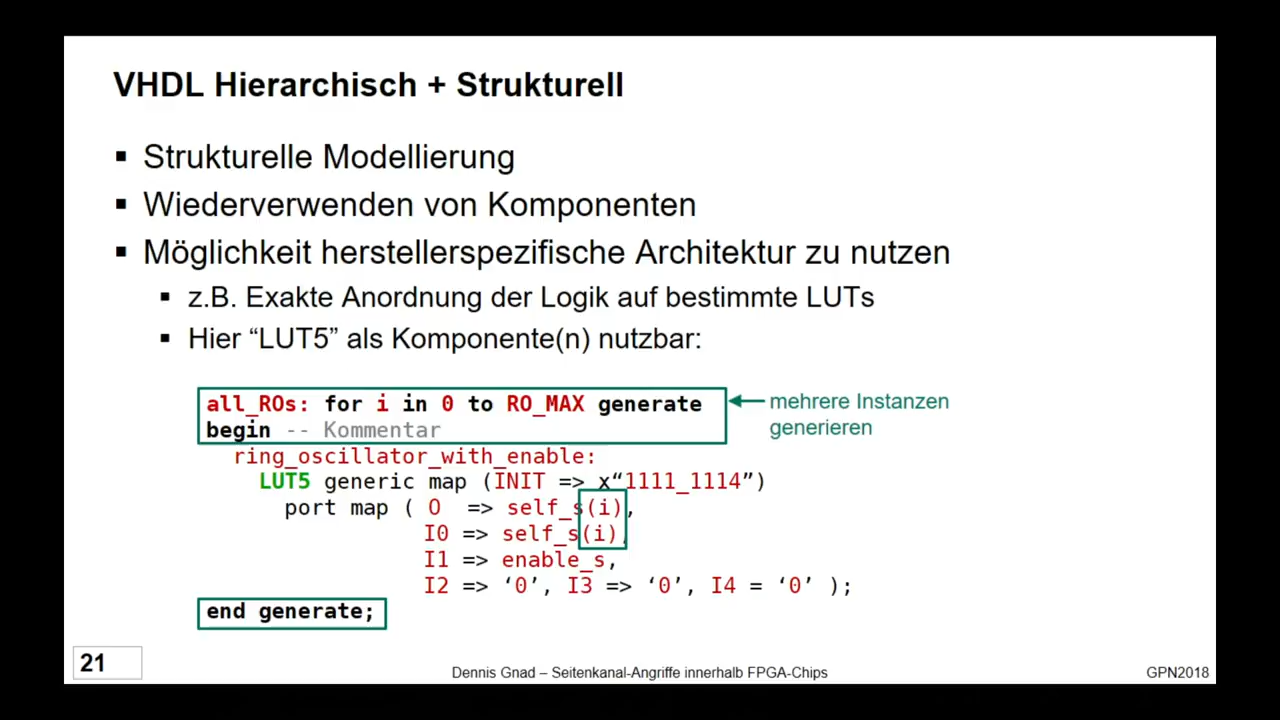 VHDL Hierarchisch + Strukturell
▪ Strukturelle Modellierung
▪ Wiederverwenden von Komponenten
▪ Möglichkeit herstellerspezifische Architektur zu nutzen
▪ z.B. Exakte Anordnung der Logik auf bestimmte LUTs
▪ Hier “LUT5” als Komponente(n) nutzbar:
all_ROs: for i in 0 to RO_MAX generate
begin -- Kommentar
mehrere Instanzen
generieren
ring_oscillator_with_enable:
LUT5 generic map (INIT => x“1111_1114”)
port map ( O => self_s(i),
I0 => self_s(i),
I1 => enable_s,
I2 => ‘0’, I3 => ‘0’, I4 = ‘0’ );
end generate;
21
Dennis Gnad – Seitenkanal-Angriffe innerhalb FPGA-Chips
GPN2018